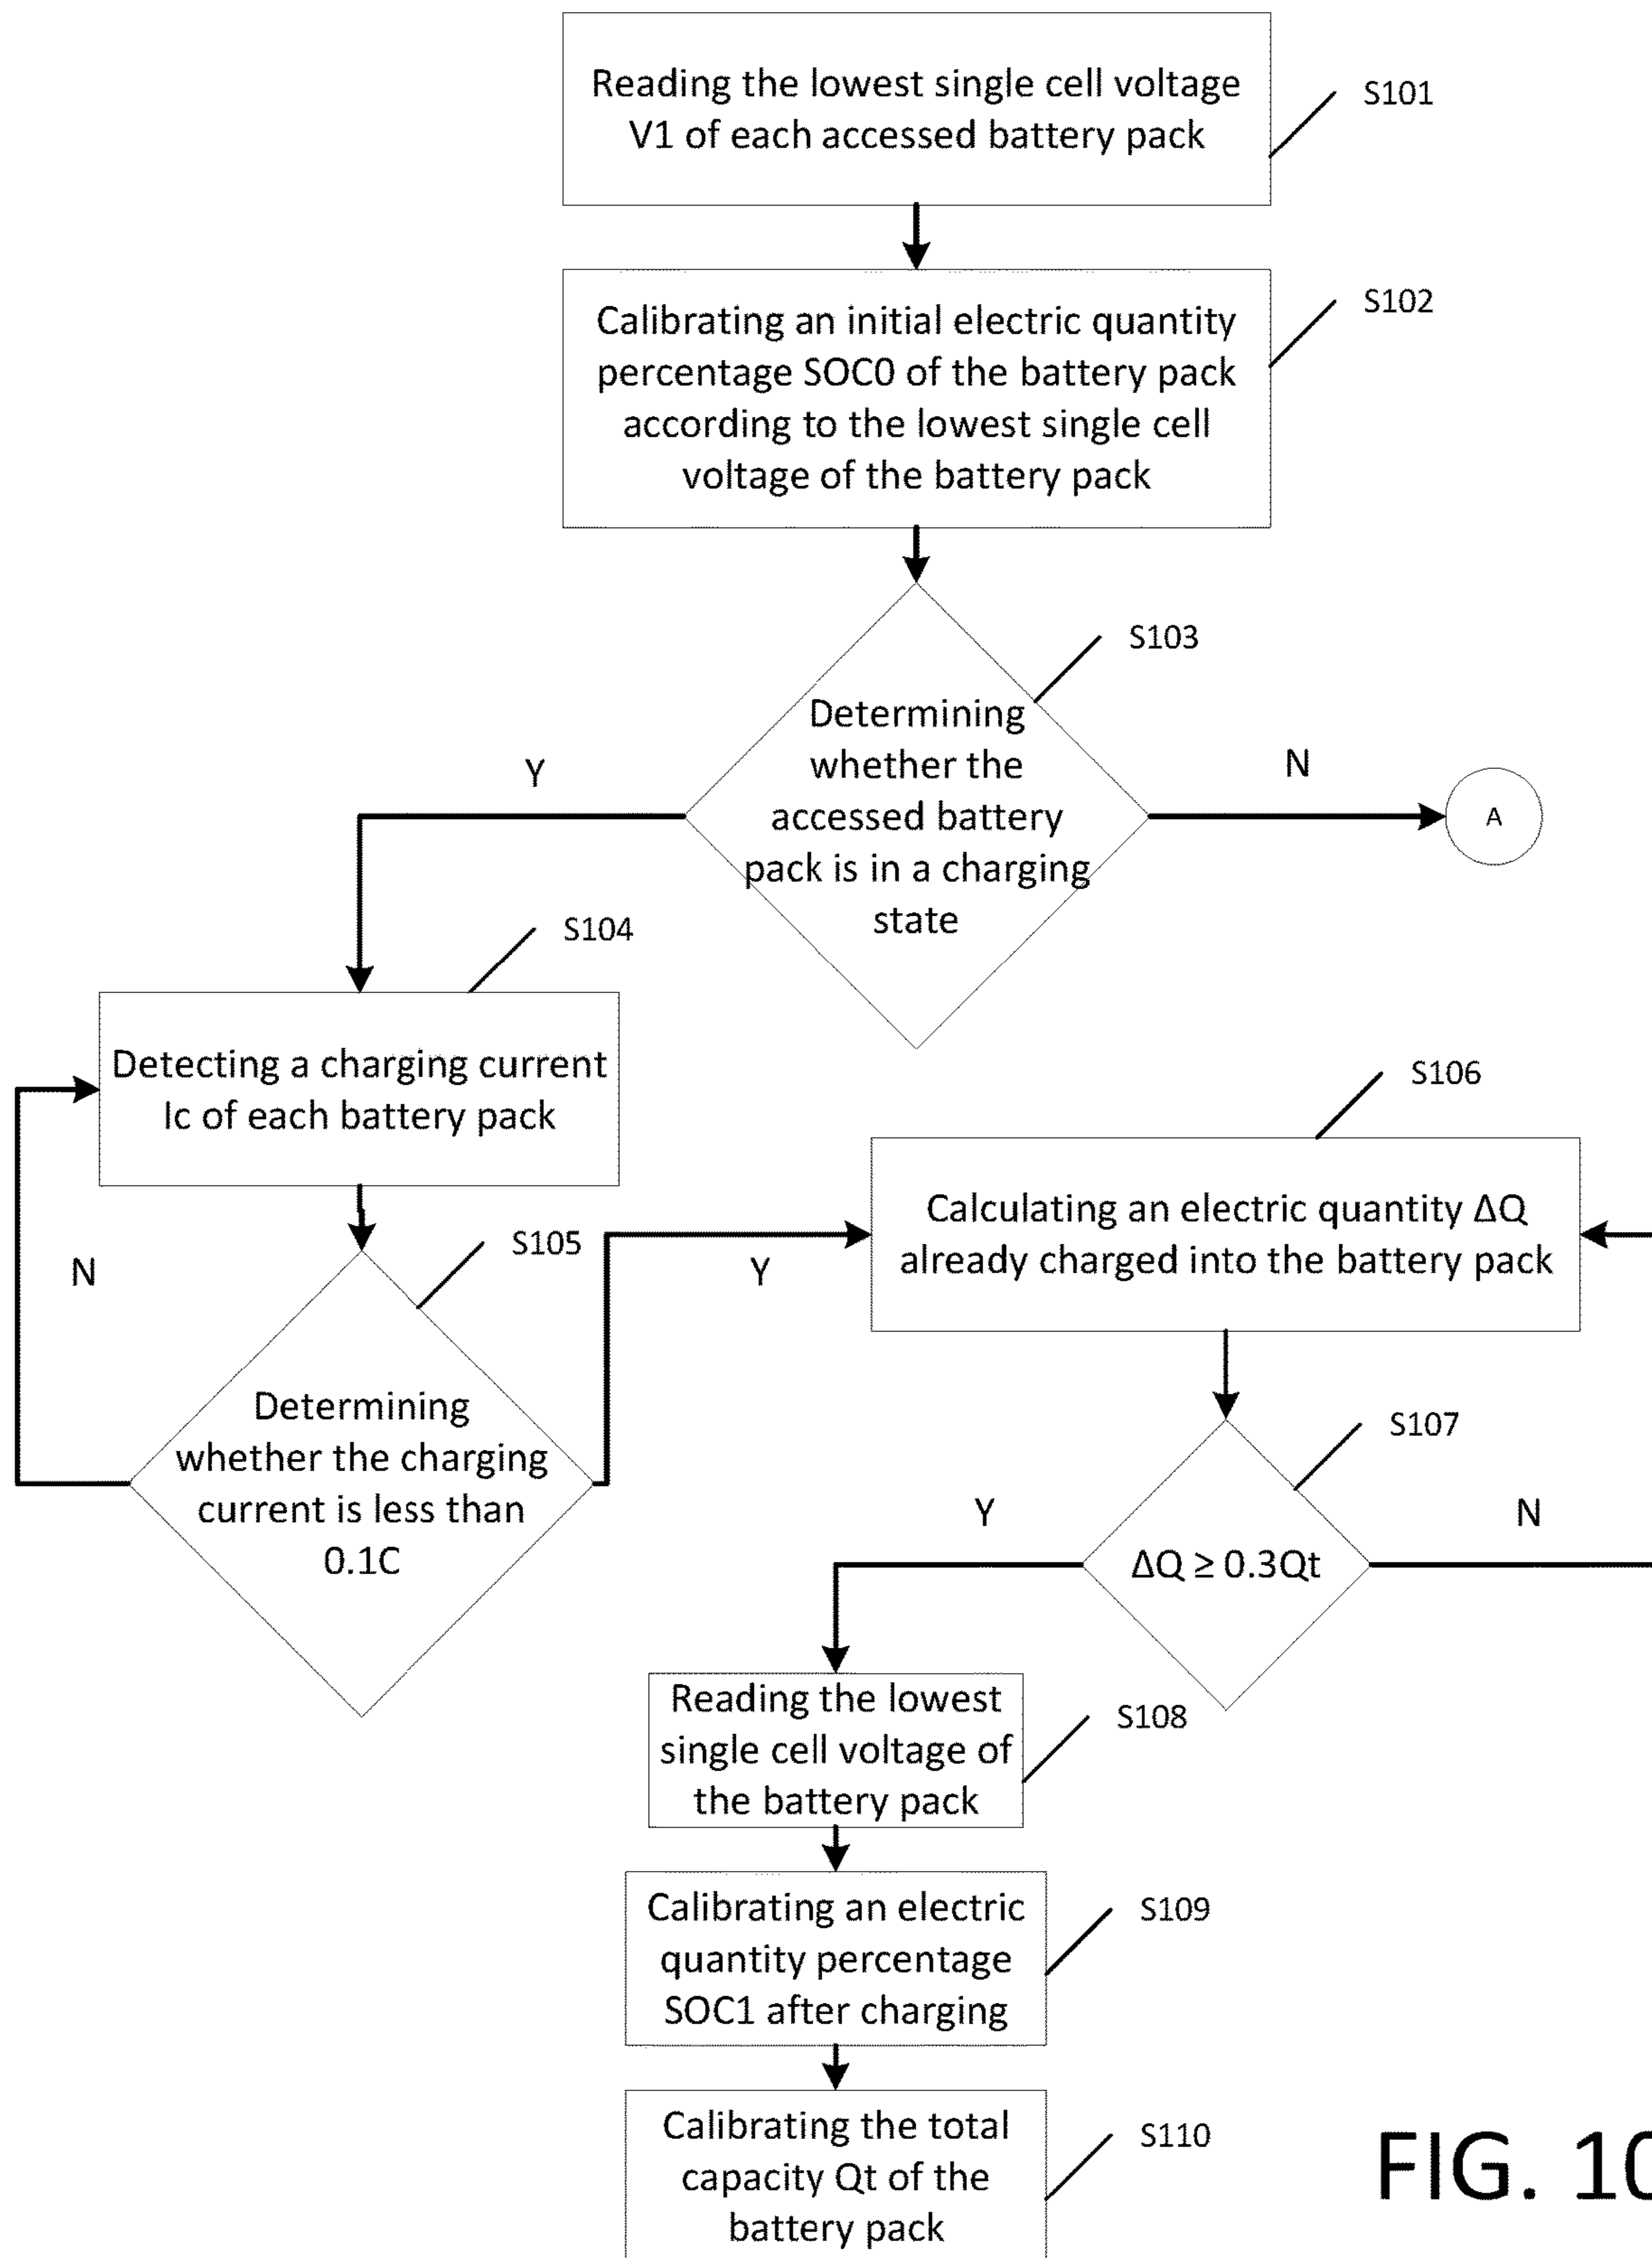 Reading the lowest single cell voltage
V1 of each accessed battery pack
S101
Calibrating an initial electric quantity
percentage SOC0 of the battery pack
according to the lowest single cell
voltage of the battery pack
S102
Determining
whether the
accessed battery
pack is in a charging
state
S103
Y
N
A
Detecting a charging current
Ic of each battery pack
S104
Determining
whether the charging
current is less than
0.1C
S105
N
Y
Calculating an electric quantity ΔQ
already charged into the battery pack
S106
ΔQ ≥ 0.3Qt
S107
Y
N
Reading the lowest
single cell voltage of
the battery pack
S108
Calibrating an electric
quantity percentage
SOC1 after charging
S109
Calibrating the total
capacity Qt of the
battery pack
S110
FIG. 10